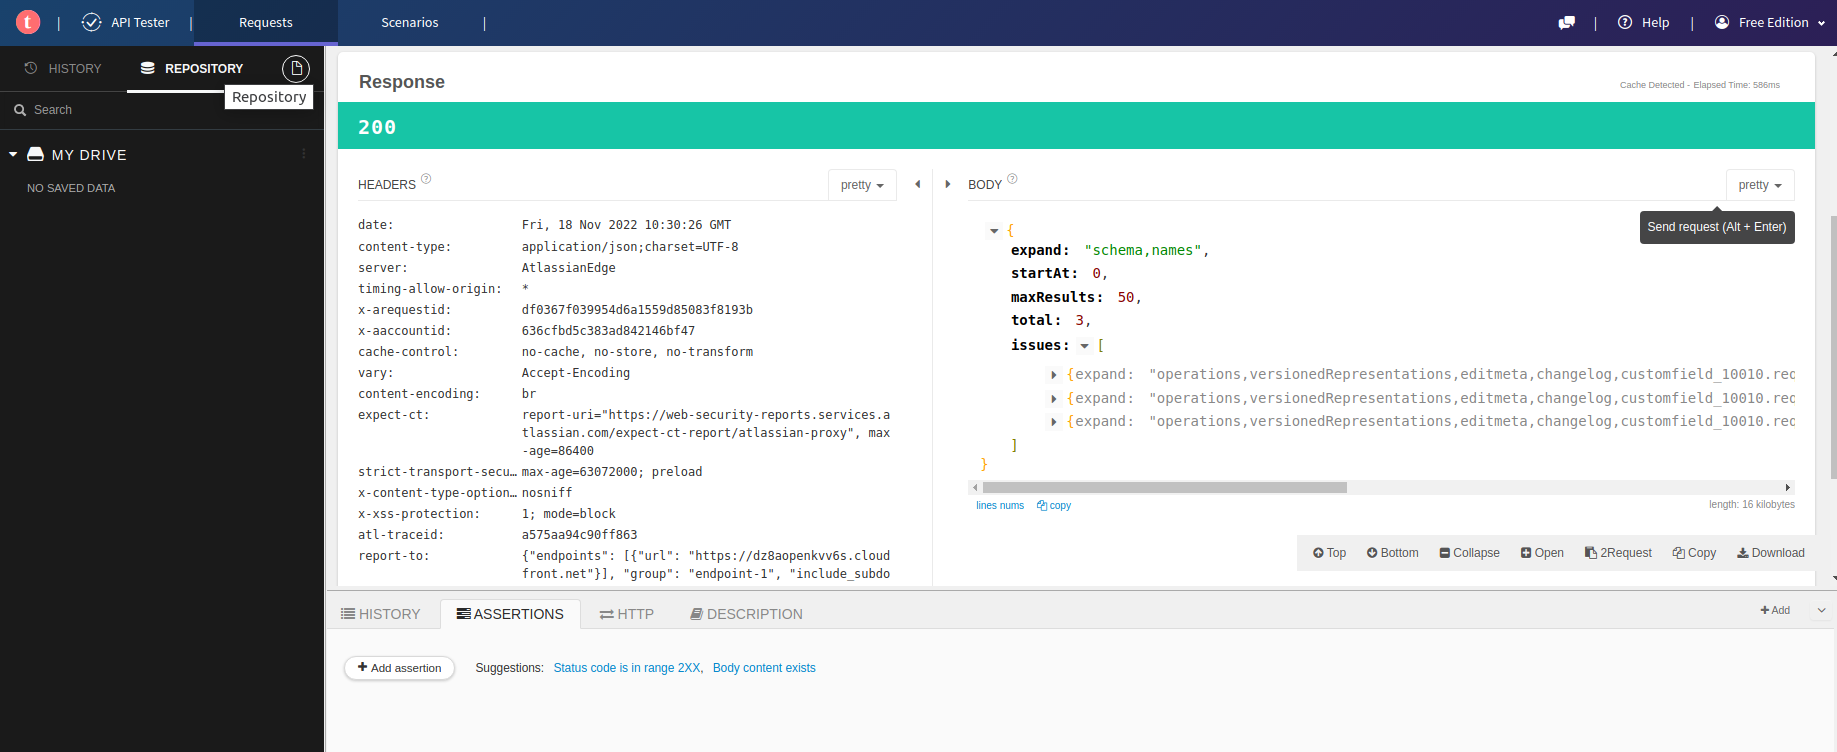 t | API Tester | Requests Scenarios | | Help | Free Edition
HISTORY REPOSITORY
Repository
Search
MY DRIVE
NO SAVED DATA
Response
Cache Detected - Elapsed Time: 586ms
200
HEADERS ? pretty
date: Fri, 18 Nov 2022 10:30:26 GMT
content-type: application/json;charset=UTF-8
server: AtlassianEdge
timing-allow-origin: *
x-arequestid: df0367f039954d6a1559d85083f8193b
x-aaccountid: 636cfbd5c383ad842146bf47
cache-control: no-cache, no-store, no-transform
vary: Accept-Encoding
content-encoding: br
expect-ct: report-uri="https://web-security-reports.services.a
tlassian.com/expect-ct-report/atlassian-proxy", max
-age=86400
strict-transport-secu… max-age=63072000; preload
x-content-type-option… nosniff
x-xss-protection: 1; mode=block
atl-traceid: a575aa94c90ff863
report-to: {"endpoints": [{"url": "https://dz8aopenkvv6s.cloud
front.net"}], "group": "endpoint-1", "include_subdo
BODY ? pretty
Send request (Alt + Enter)
{
expand: "schema,names",
startAt: 0,
maxResults: 50,
total: 3,
issues: [
{expand: "operations,versionedRepresentations,editmeta,changelog,customfield_10010.req
{expand: "operations,versionedRepresentations,editmeta,changelog,customfield_10010.req
{expand: "operations,versionedRepresentations,editmeta,changelog,customfield_10010.req
]
}
lines nums copy length: 16 kilobytes
Top Bottom Collapse Open 2Request Copy Download
HISTORY ASSERTIONS HTTP DESCRIPTION + Add
+ Add assertion Suggestions: Status code is in range 2XX, Body content exists